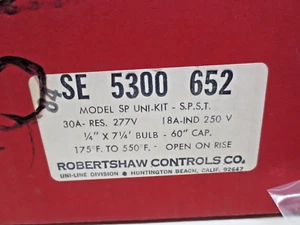 SE 5300 652
MODEL SP UNI-KIT - S.P.S.T.
30A-RES. 277V 18A-IND 250 V
¼" X 7¼' BULB - 60" CAP.
175°F. TO 550°F. - OPEN ON RISE
ROBERTSHAW CONTROLS CO.
UNI-LINE DIVISION • HUNTINGTON BEACH, CALIF. 92647